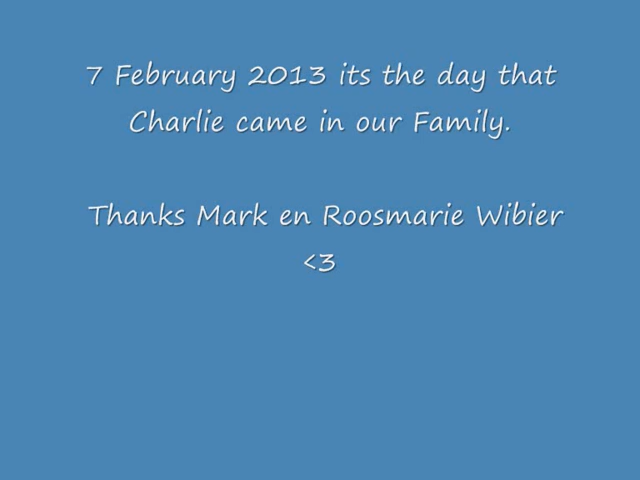 7 February 2013 its the day that
Charlie came in our Family.
Thanks Mark en Roosmarie Wibier
<3